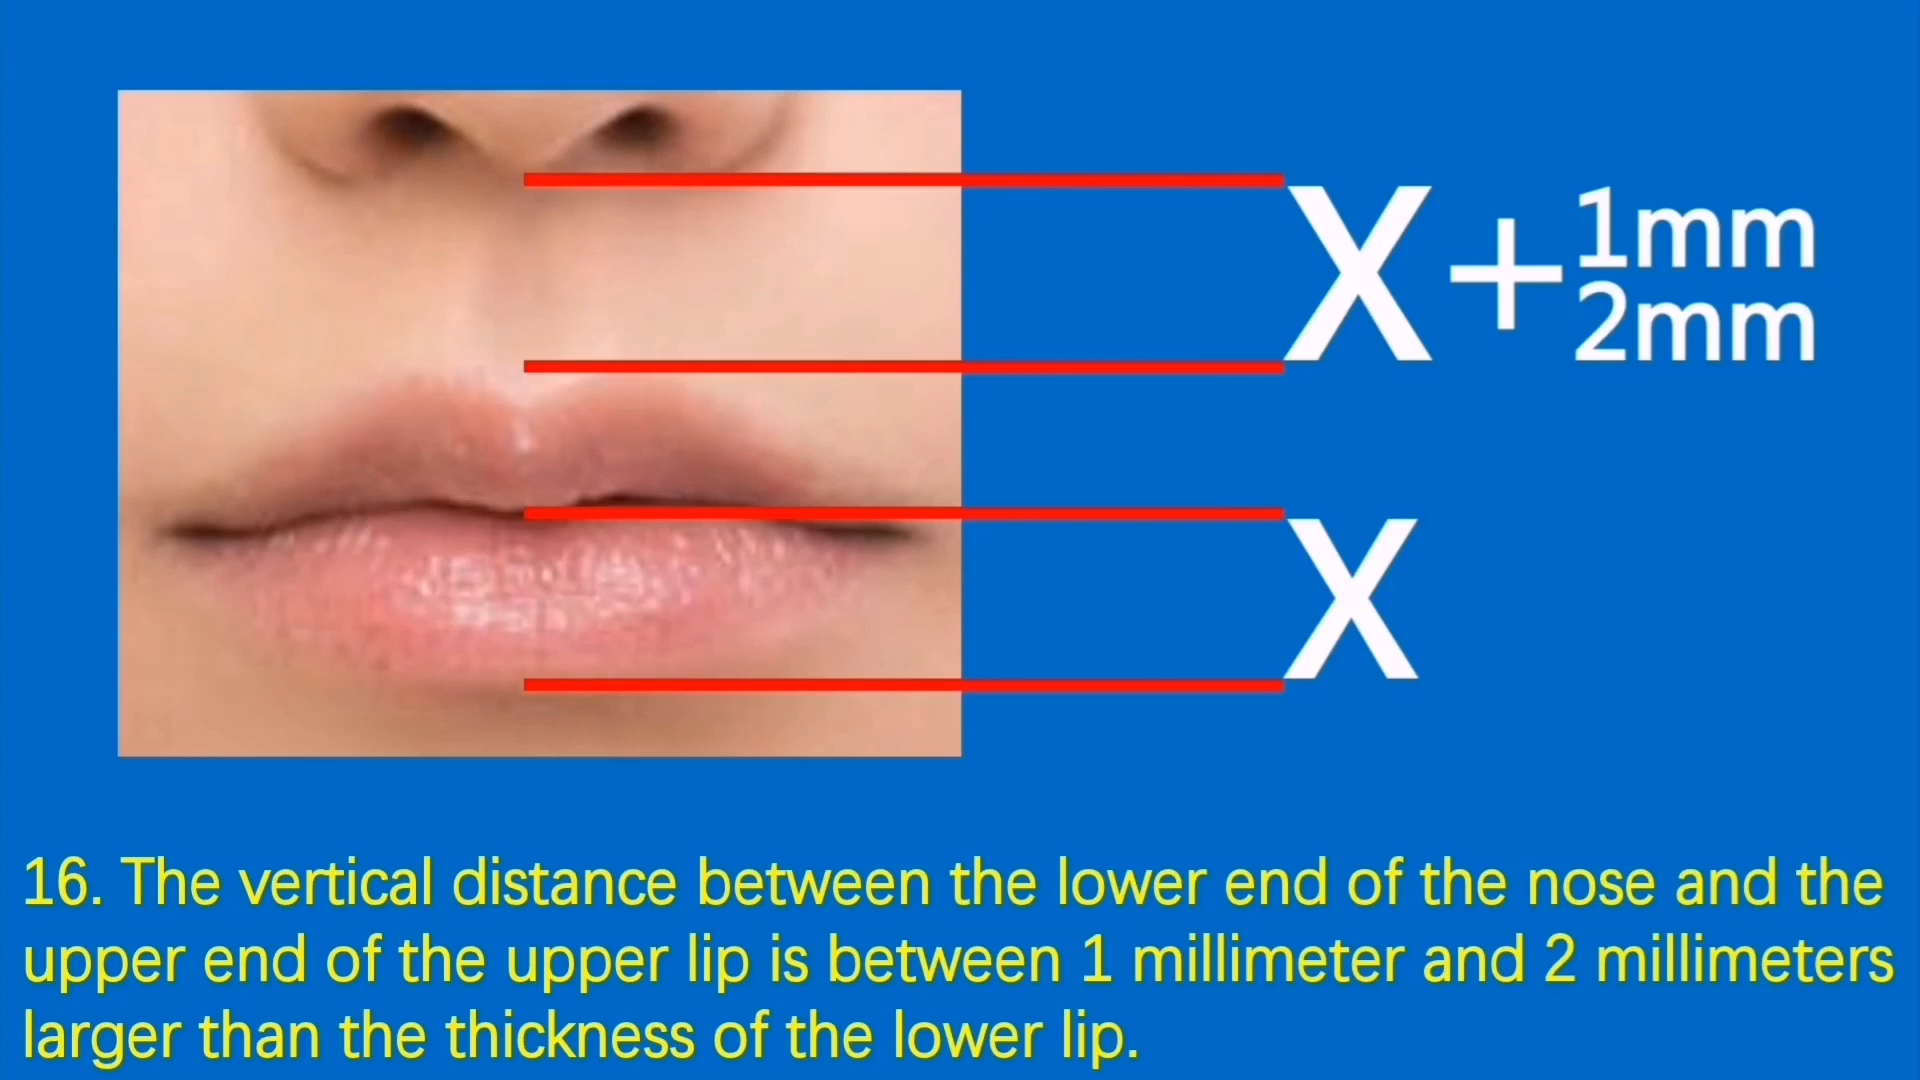 X+1mm
2mm
X
16. The vertical distance between the lower end of the nose and the
upper end of the upper lip is between 1 millimeter and 2 millimeters
larger than the thickness of the lower lip.